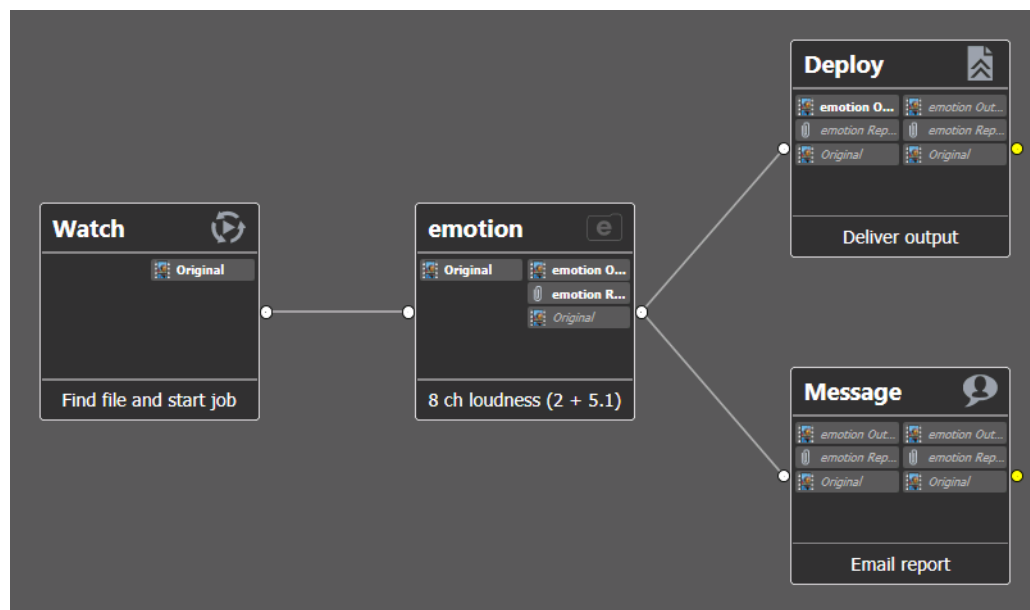 Watch
Original
Find file and start job
emotion
e
Original
emotion O...
emotion R...
Original
8 ch loudness (2 + 5.1)
Deploy
emotion O...
emotion Out...
emotion Rep...
emotion Rep...
Original
Original
Deliver output
Message
emotion Out...
emotion Out...
emotion Rep...
emotion Rep...
Original
Original
Email report